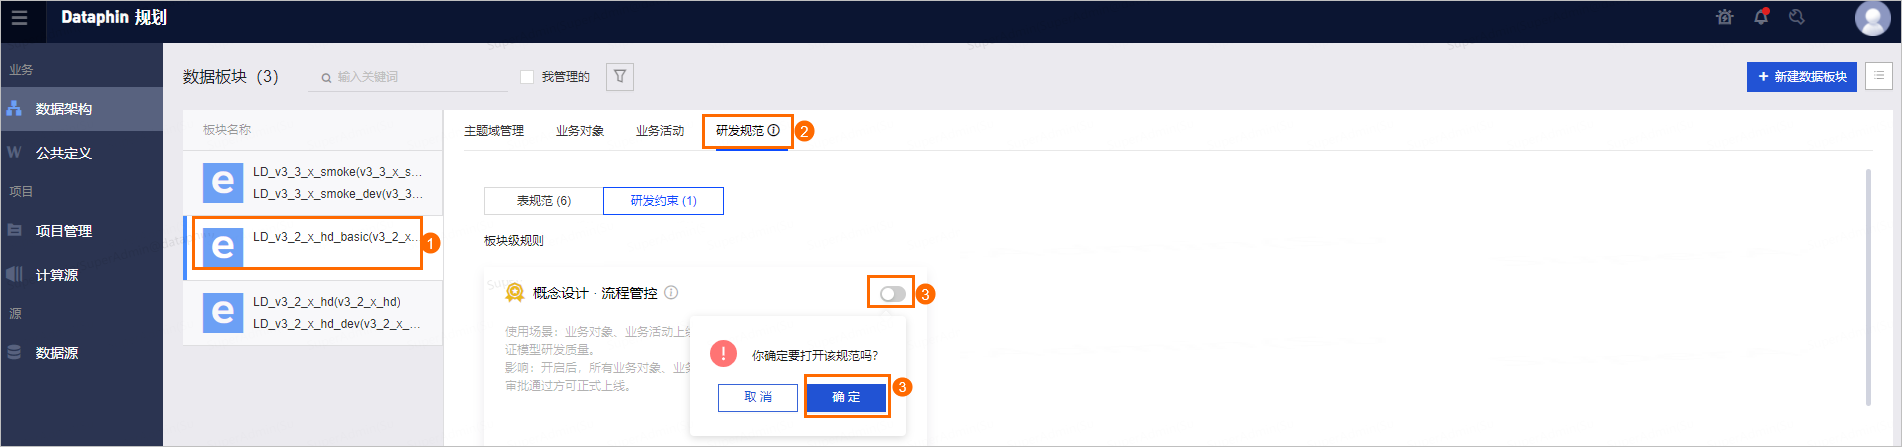 Dataphin 规划
业务
数据架构
W 公共定义
项目
项目管理
计算源
源
数据源
数据板块（3）
输入关键词
我管理的
+ 新建数据板块
板块名称
e
LD_v3_3_x_smoke(v3_3_x_s...
LD_v3_3_x_smoke_dev(v3_3...
e
LD_v3_2_x_hd_basic(v3_2_x...
1
e
LD_v3_2_x_hd(v3_2_x_hd)
LD_v3_2_x_hd_dev(v3_2_x_...
主题域管理
业务对象
业务活动
研发规范
2
表规范 (6)
研发约束 (1)
板块级规则
概念设计 · 流程管控
3
使用场景：业务对象、业务活动上
证模型研发质量。
影响：开启后，所有业务对象、业
审批通过方可正式上线。
你确定要打开该规范吗?
取 消
确 定
3